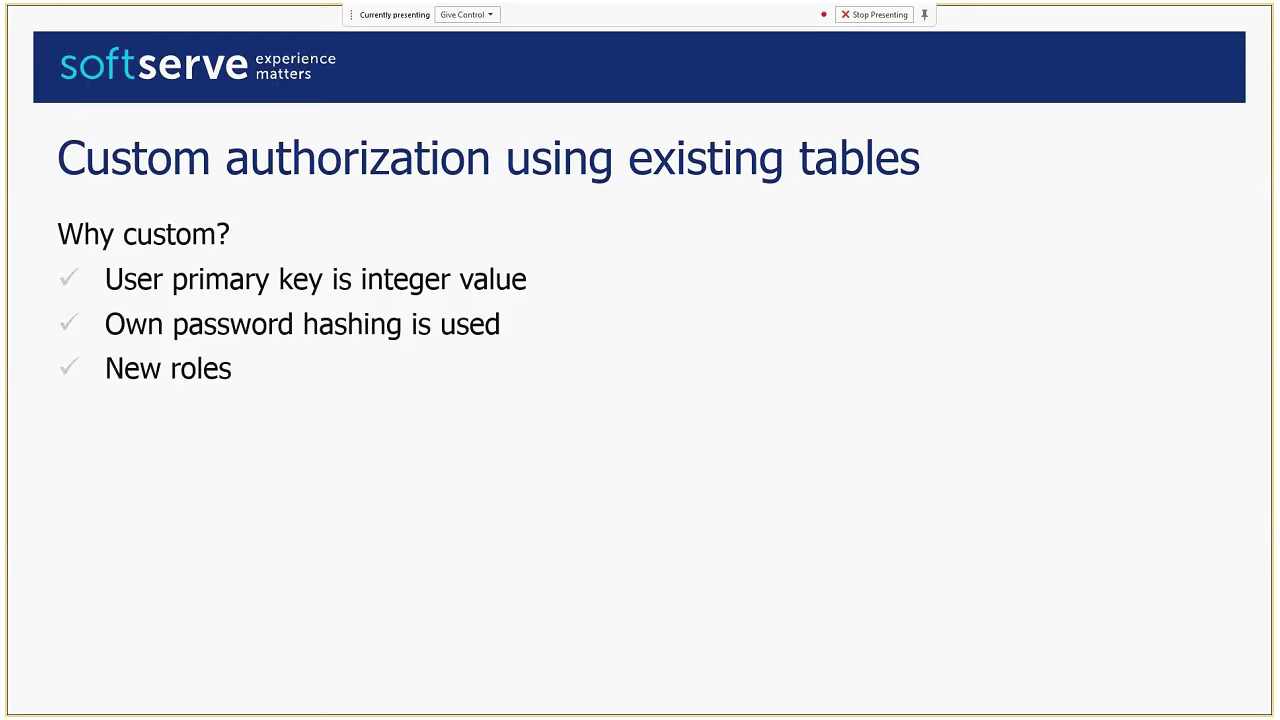 Currently presenting Give Control Stop Presenting
softserve experience matters
Custom authorization using existing tables
Why custom?
✓ User primary key is integer value
✓ Own password hashing is used
✓ New roles